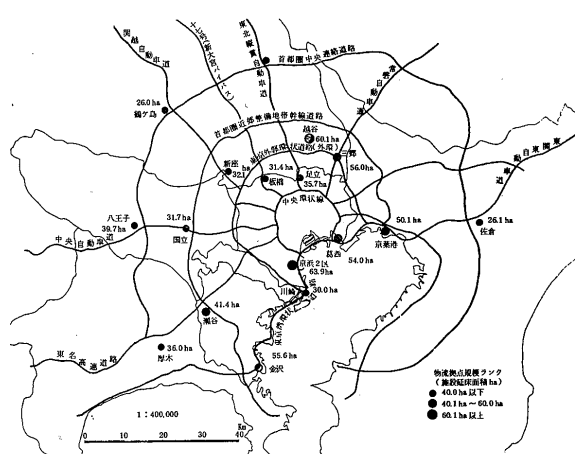 関越自動車道
十七号(新大宮バイパス)
東北縦貫自動車道
首都圏中央連絡道路
常磐自動車道
26.0 ha
鶴ケ島
首都圏近郊整備地帯幹線道路
越谷
60.1 ha
東京外郭環状道路(外環)
三郷
56.0 ha
東関東自動車道
新座
32.1 ha
31.4 ha
板橋
足立
35.7 ha
中央環状線
八王子
39.7 ha
31.7 ha
国立
中央自動車道
50.1 ha
京葉港
26.1 ha
佐倉
葛西
54.0 ha
京浜2区
63.9 ha
川崎
30.0 ha
41.4 ha
瀬谷
東京湾環状
36.0 ha
厚木
東名高速道路
55.6 ha
金沢
物流拠点規模ランク
(施設延床面積ha)
40.0 ha 以下
40.1 ha ～ 60.0 ha
60.1 ha 以上
1:400,000
0 10 20 30 40 Km